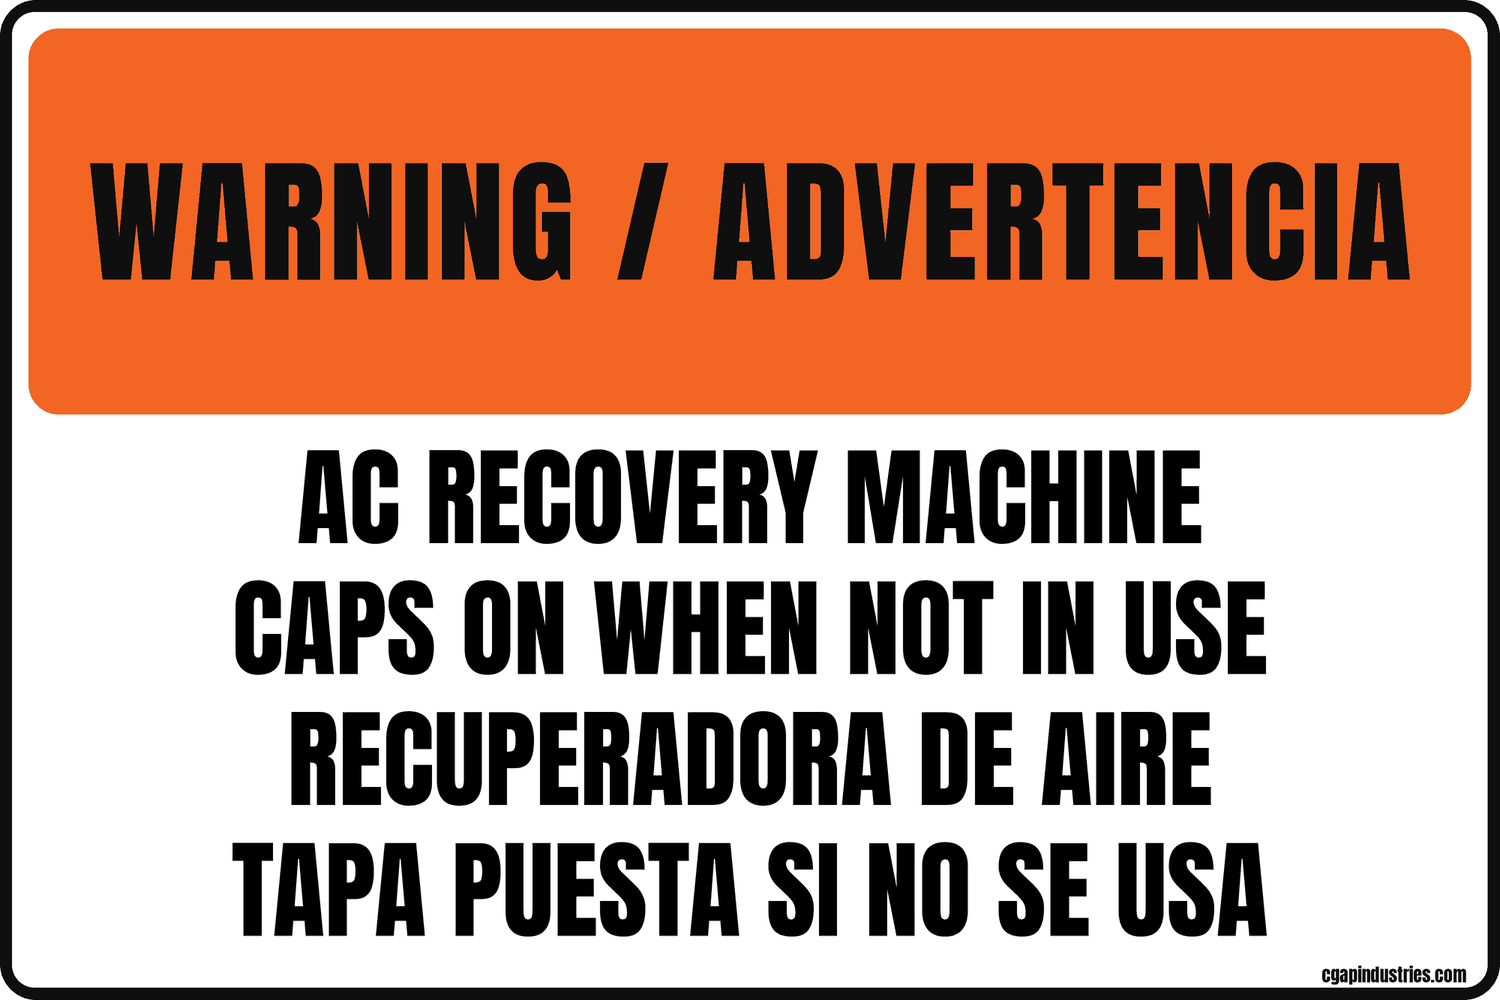 WARNING / ADVERTENCIA
AC RECOVERY MACHINE
CAPS ON WHEN NOT IN USE
RECUPERADORA DE AIRE
TAPA PUESTA SI NO SE USA
cgapindustries.com